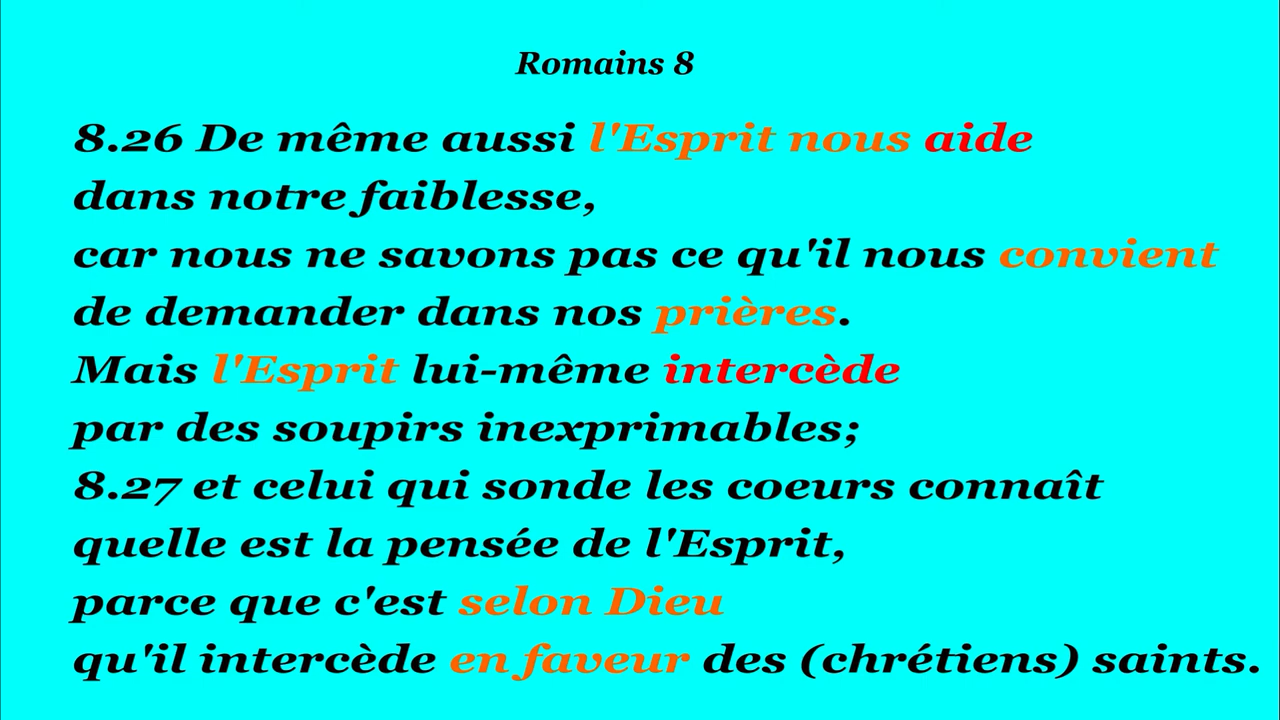 Romains 8
8.26 De même aussi l'Esprit nous aide
dans notre faiblesse,
car nous ne savons pas ce qu'il nous convient
de demander dans nos prières.
Mais l'Esprit lui-même intercède
par des soupirs inexprimables;
8.27 et celui qui sonde les coeurs connaît
quelle est la pensée de l'Esprit,
parce que c'est selon Dieu
qu'il intercède en faveur des (chrétiens) saints.